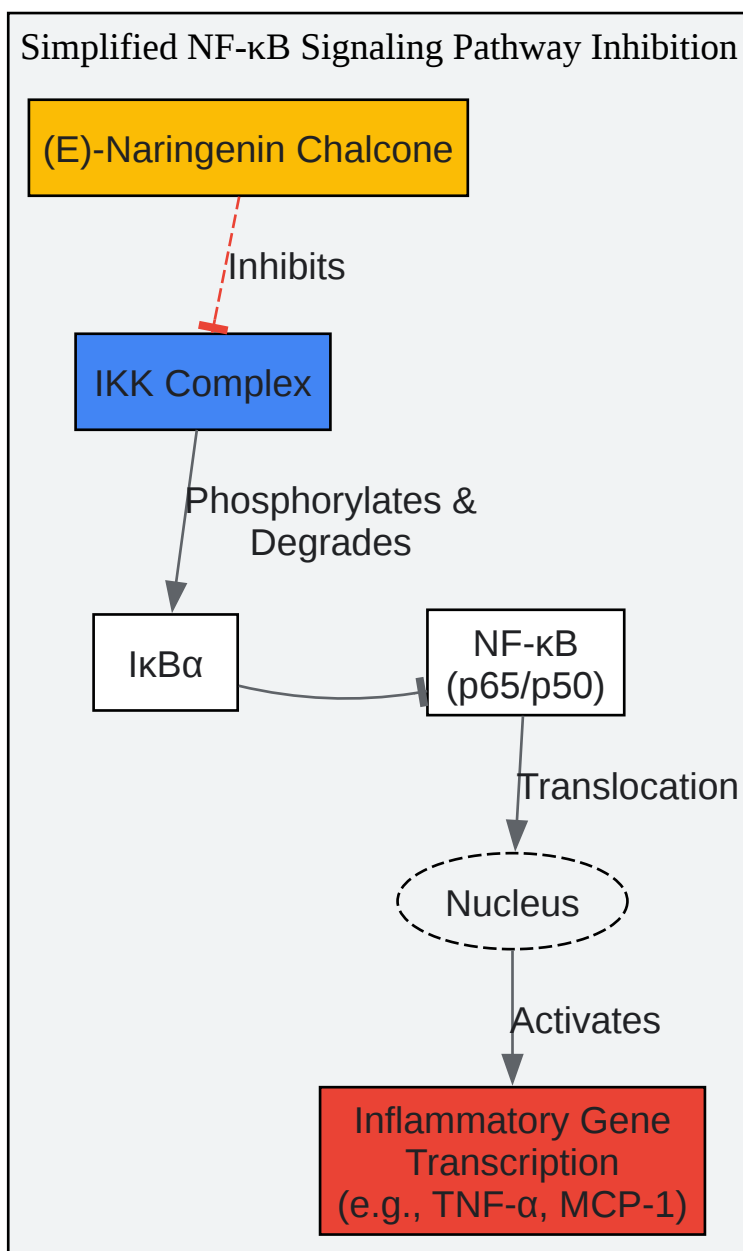 Simplified NF-κB Signaling Pathway Inhibition
(E)-Naringenin Chalcone
Inhibits
IKK Complex
Phosphorylates &
Degrades
IκBα
NF-κB
(p65/p50)
Translocation
Nucleus
Activates
Inflammatory Gene
Transcription
(e.g., TNF-α, MCP-1)